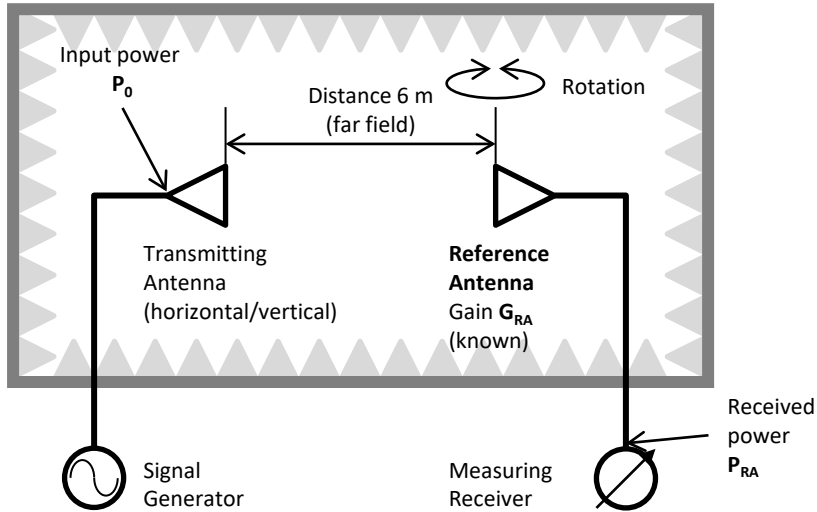 Input power
P0
Distance 6 m
(far field)
Rotation
Transmitting
Antenna
(horizontal/vertical)
Reference
Antenna
Gain GRA
(known)
Signal
Generator
Measuring
Receiver
Received
power
PRA